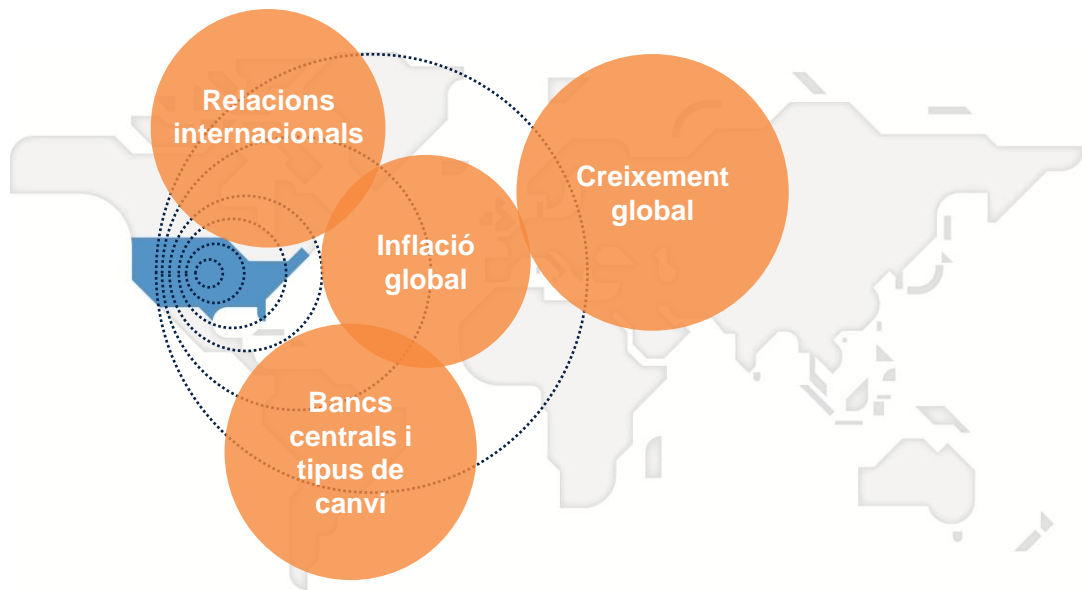 Relacions
internacionals
Creixement
global
Inflació
global
Bancs
centrals i
tipus de
canvi